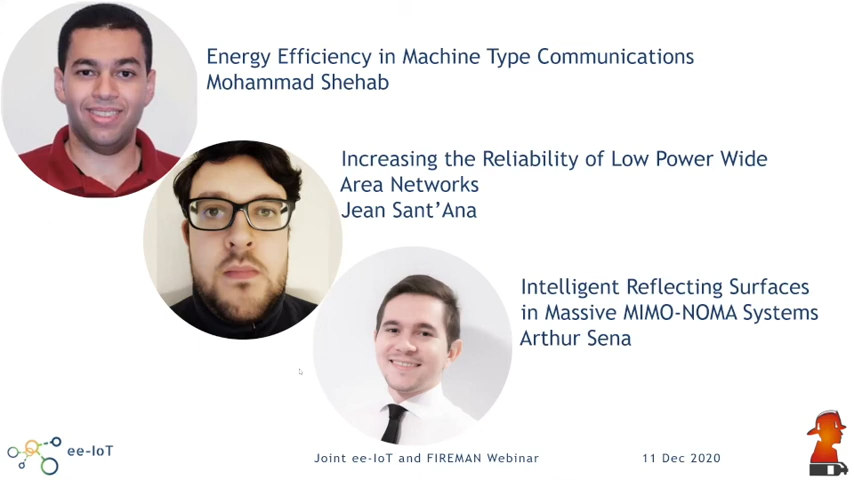 Energy Efficiency in Machine Type Communications
Mohammad Shehab
Increasing the Reliability of Low Power Wide
Area Networks
Jean Sant'Ana
Intelligent Reflecting Surfaces
in Massive MIMO-NOMA Systems
Arthur Sena
ee-IoT
Joint ee-IoT and FIREMAN Webinar
11 Dec 2020